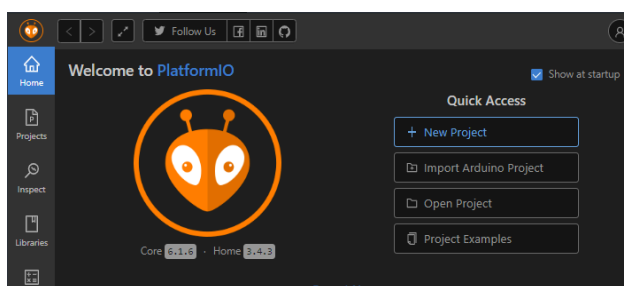 Follow Us
Home
Welcome to PlatformIO
Show at startup
Quick Access
New Project
Projects
Import Arduino Project
Inspect
Open Project
Libraries
Project Examples
Core 6.1.6 · Home 3.4.3